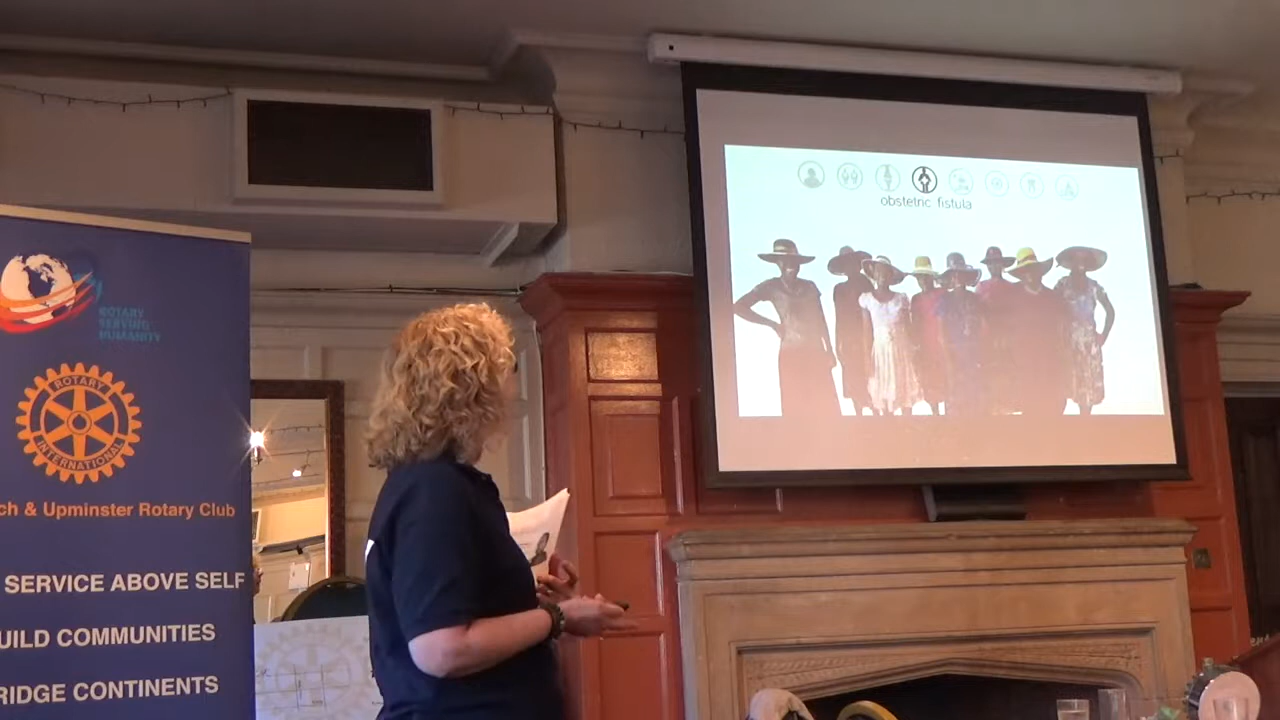 ROTARY
SERVING
HUMANITY
ROTARY
INTERNATIONAL
ch & Upminster Rotary Club
SERVICE ABOVE SELF
UILD COMMUNITIES
RIDGE CONTINENTS
obstetric fistula